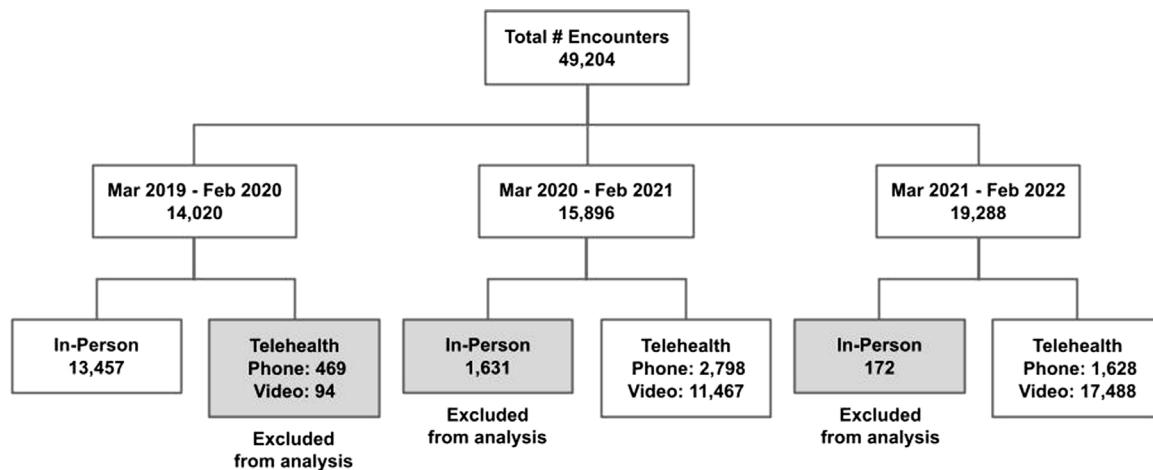 Total # Encounters
49,204
Mar 2019 - Feb 2020
14,020
Mar 2020 - Feb 2021
15,896
Mar 2021 - Feb 2022
19,288
In-Person
13,457
Telehealth
Phone: 469
Video: 94
Excluded
from analysis
In-Person
1,631
Excluded
from analysis
Telehealth
Phone: 2,798
Video: 11,467
In-Person
172
Excluded
from analysis
Telehealth
Phone: 1,628
Video: 17,488